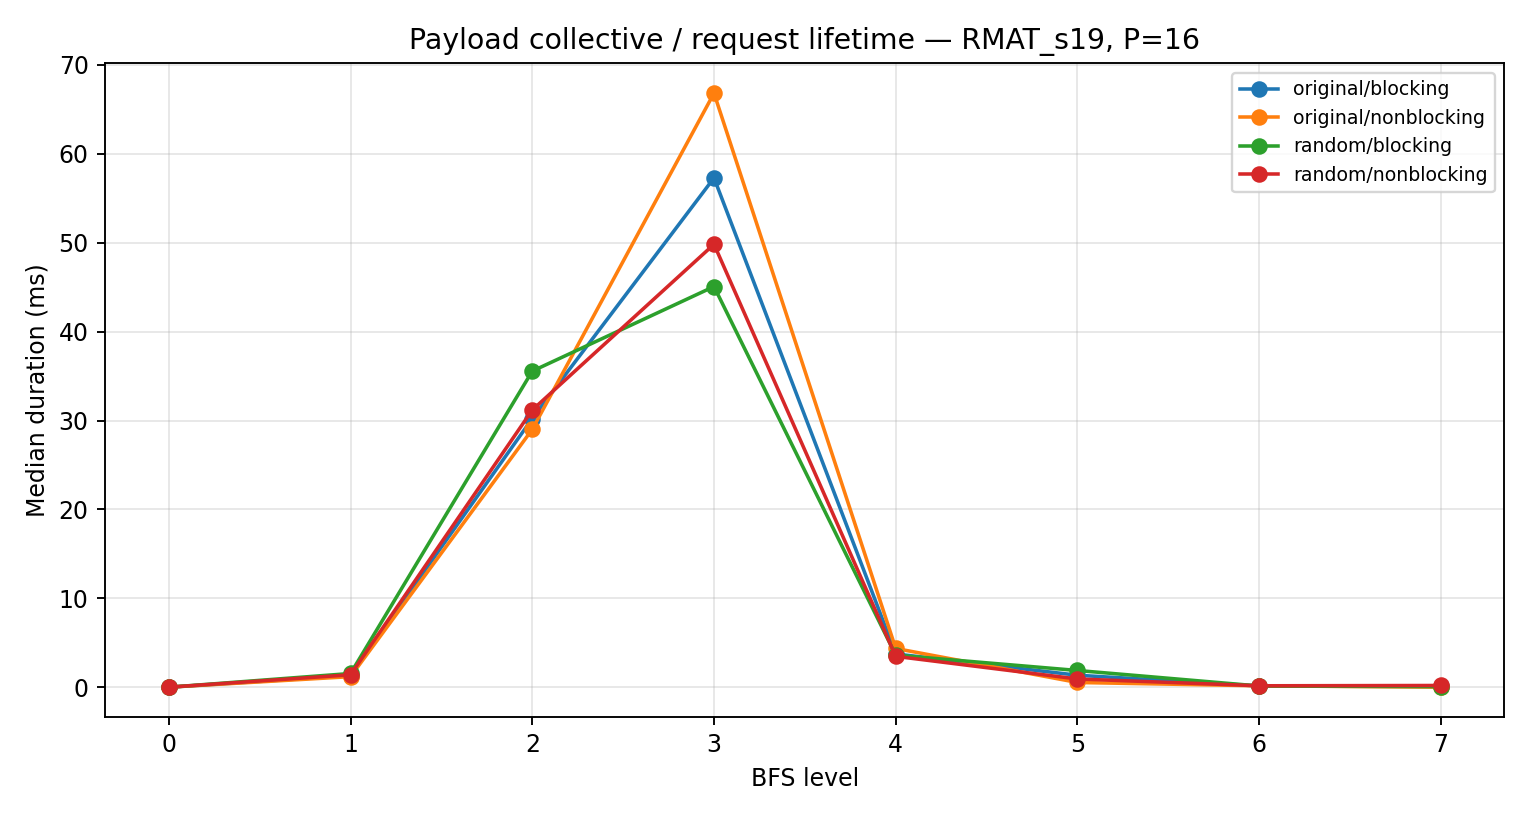 Payload collective / request lifetime — RMAT_s19, P=16
70
60
50
40
30
20
10
0
Median duration (ms)
original/blocking
original/nonblocking
random/blocking
random/nonblocking
0 1 2 3 4 5 6 7
BFS level